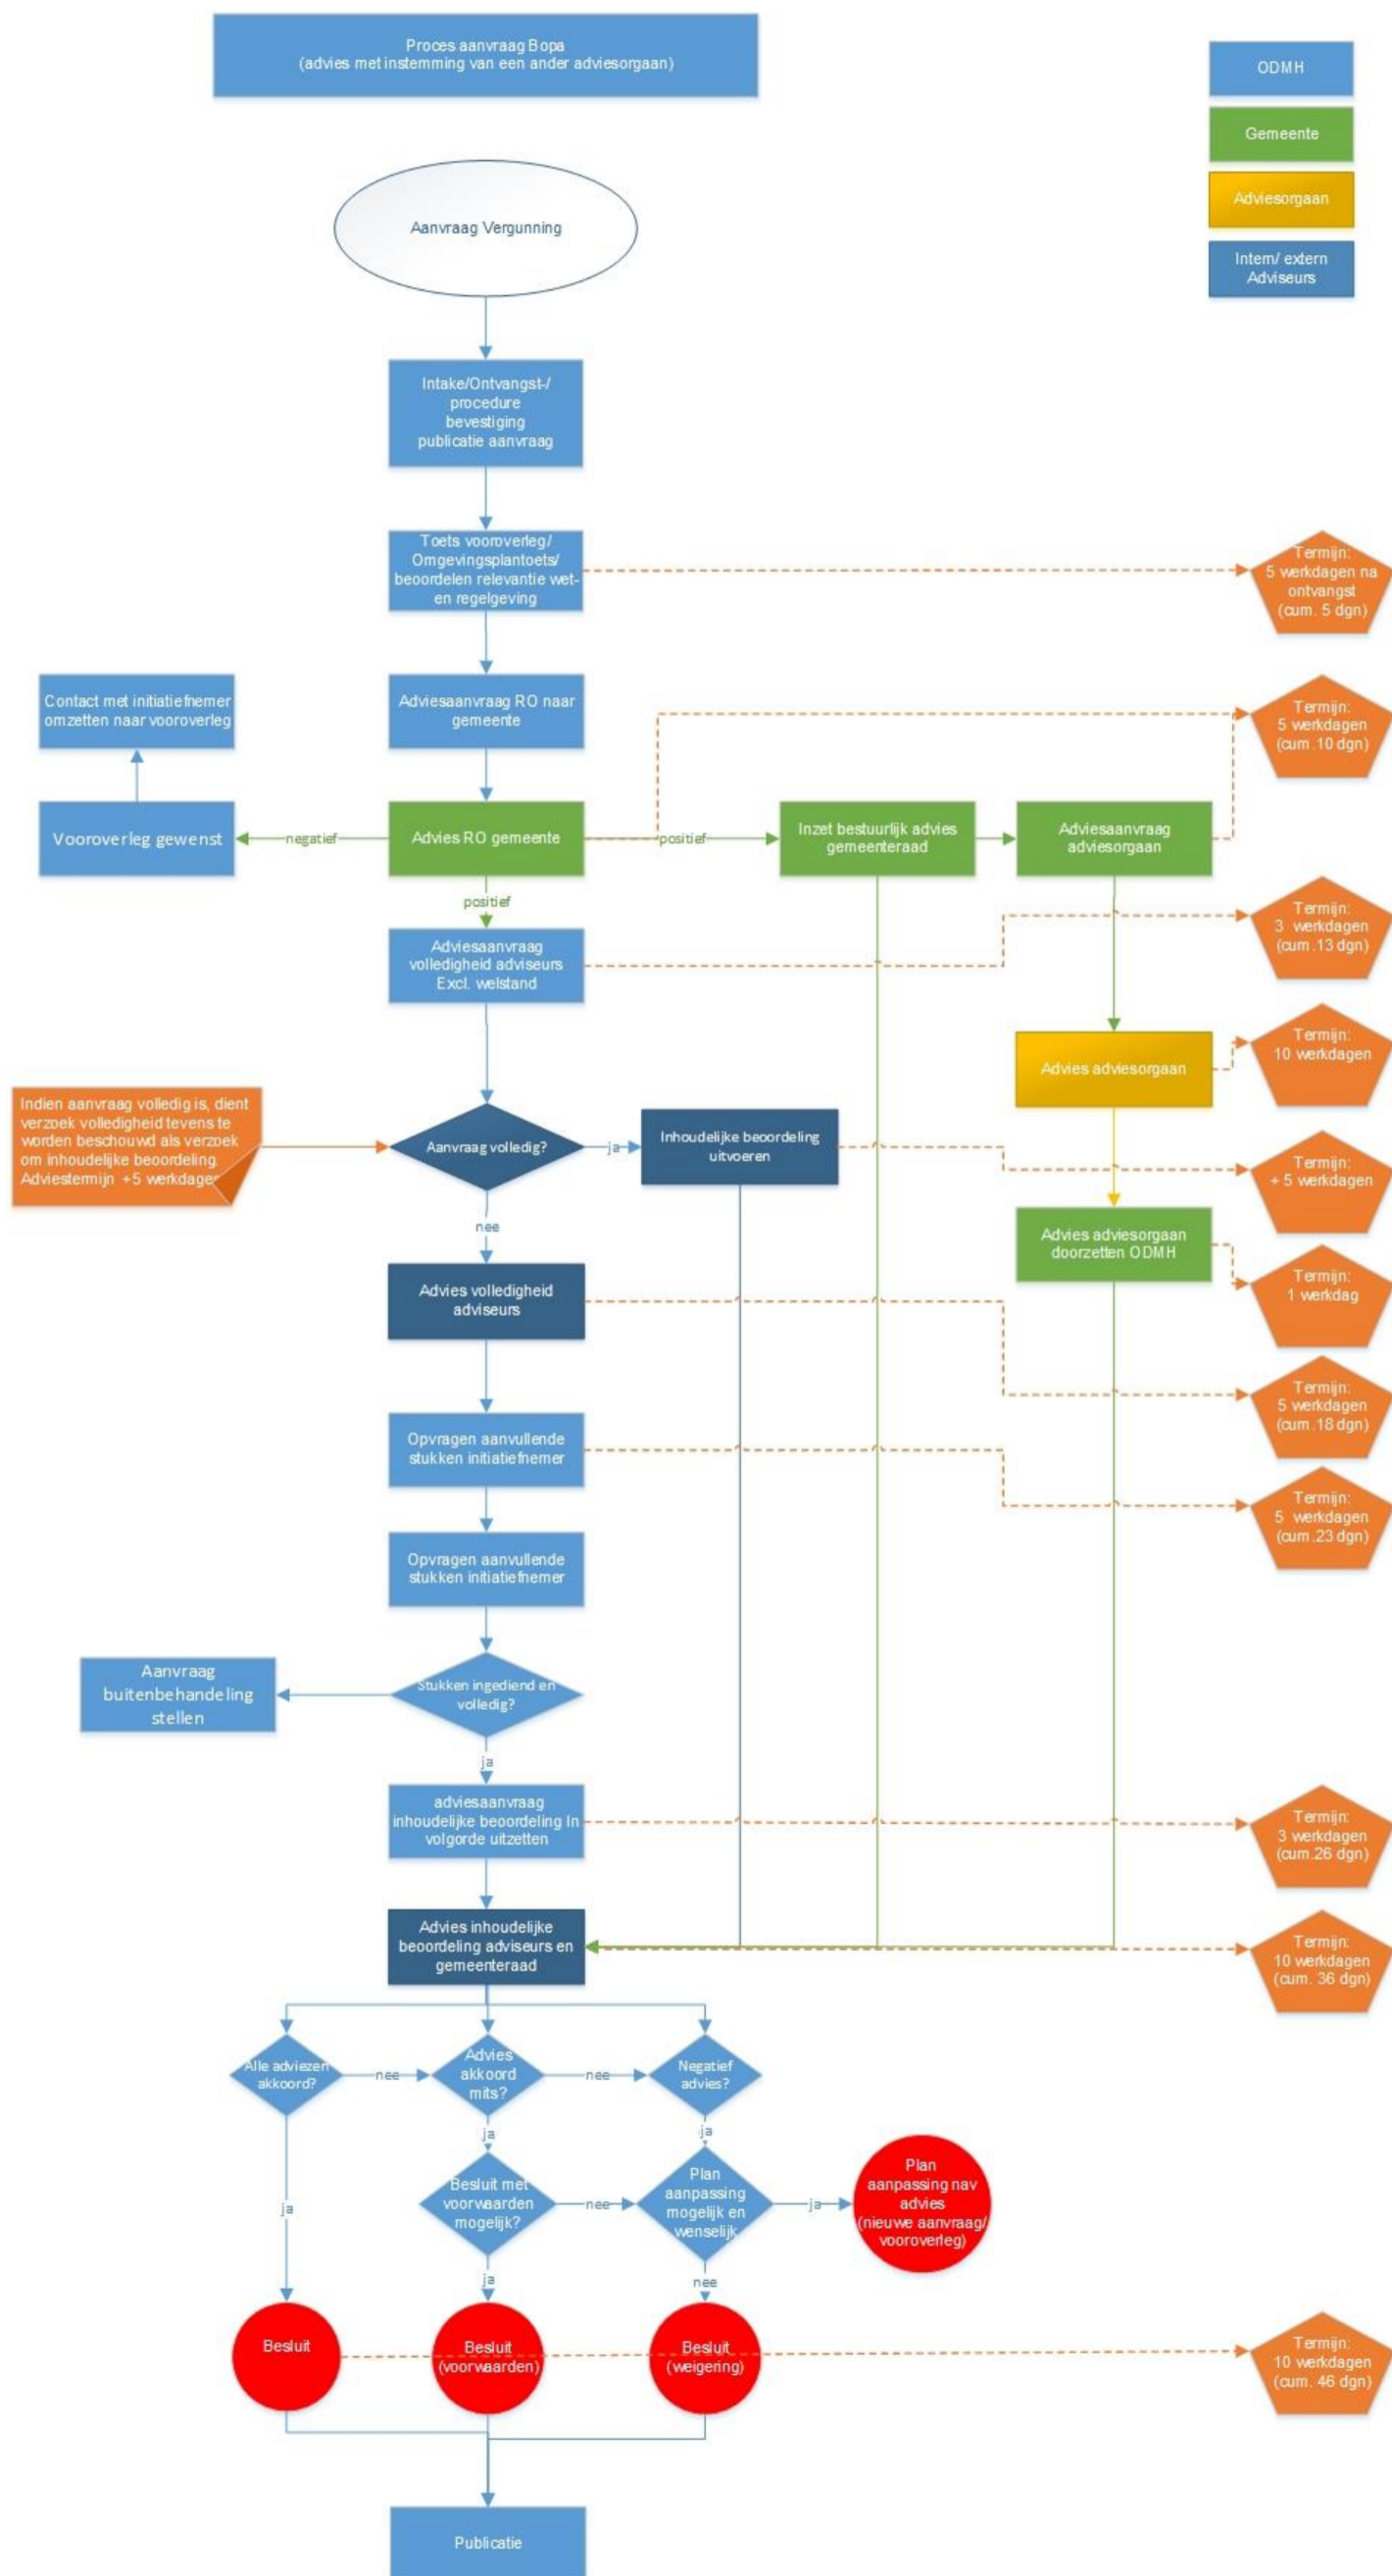 Proces aanvraag Bopa
(advies met instemming van een ander adviesorgaan)
ODMH
Gemeente
Adviesorgaan
Intern/ extern
Adviseurs
Aanvraag Vergunning
Intake/Ontvangst-/
procedure
bevestiging
publicatie aanvraag
Toets vooroverleg/
Omgevingsplantoets/
beoordelen relevantie wet-
en regelgeving
Termijn:
5 werkdagen na
ontvangst
(cum. 5 dgn)
Contact met initiatiefnemer
omzetten naar vooroverleg
Adviesaanvraag RO naar
gemeente
Termijn:
5 werkdagen
(cum.10 dgn)
Vooroverleg gewenst
negatief
Advies RO gemeente
positief
Inzet bestuurlijk advies
gemeenteraad
Adviesaanvraag
adviesorgaan
positief
Adviesaanvraag
volledigheid adviseurs
Excl. welstand
Termijn:
3 werkdagen
(cum.13 dgn)
Advies adviesorgaan
Termijn:
10 werkdagen
Indien aanvraag volledig is, dient
verzoek volledigheid tevens te
worden beschouwd als verzoek
om inhoudelijke beoordeling.
Adviestermijn +5 werkdagen
Aanvraag volledig?
ja
Inhoudelijke beoordeling
uitvoeren
Termijn:
+ 5 werkdagen
nee
Advies adviesorgaan
doorzetten ODMH
Termijn:
1 werkdag
Advies volledigheid
adviseurs
Termijn:
5 werkdagen
(cum.18 dgn)
Opvragen aanvullende
stukken initiatiefnemer
Termijn:
5 werkdagen
(cum.23 dgn)
Opvragen aanvullende
stukken initiatiefnemer
Aanvraag
buitenbehandeling
stellen
Stukken ingediend en
volledig?
ja
adviesaanvraag
inhoudelijke beoordeling In
volgorde uitzetten
Termijn:
3 werkdagen
(cum.26 dgn)
Advies inhoudelijke
beoordeling adviseurs en
gemeenteraad
Termijn:
10 werkdagen
(cum. 36 dgn)
Alle adviezen
akkoord?
nee
Advies
akkoord
mits?
nee
Negatief
advies?
ja
ja
ja
Besluit met
voorwaarden
mogelijk?
nee
Plan
aanpassing
mogelijk en
wenselijk
ja
Plan
aanpassing nav
advies
(nieuwe aanvraag/
vooroverleg)
ja
nee
Besluit
Besluit
(voorwaarden)
Besluit
(weigering)
Termijn:
10 werkdagen
(cum. 46 dgn)
Publicatie